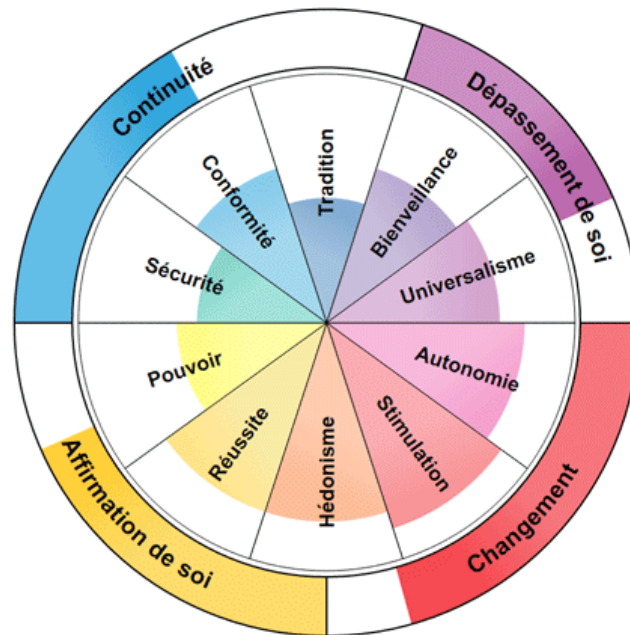 Continuité
Dépassement de soi
Tradition
Conformité
Bienveillance
Sécurité
Universalisme
Pouvoir
Autonomie
Réussite
Hédonisme
Stimulation
Affirmation de soi
Changement